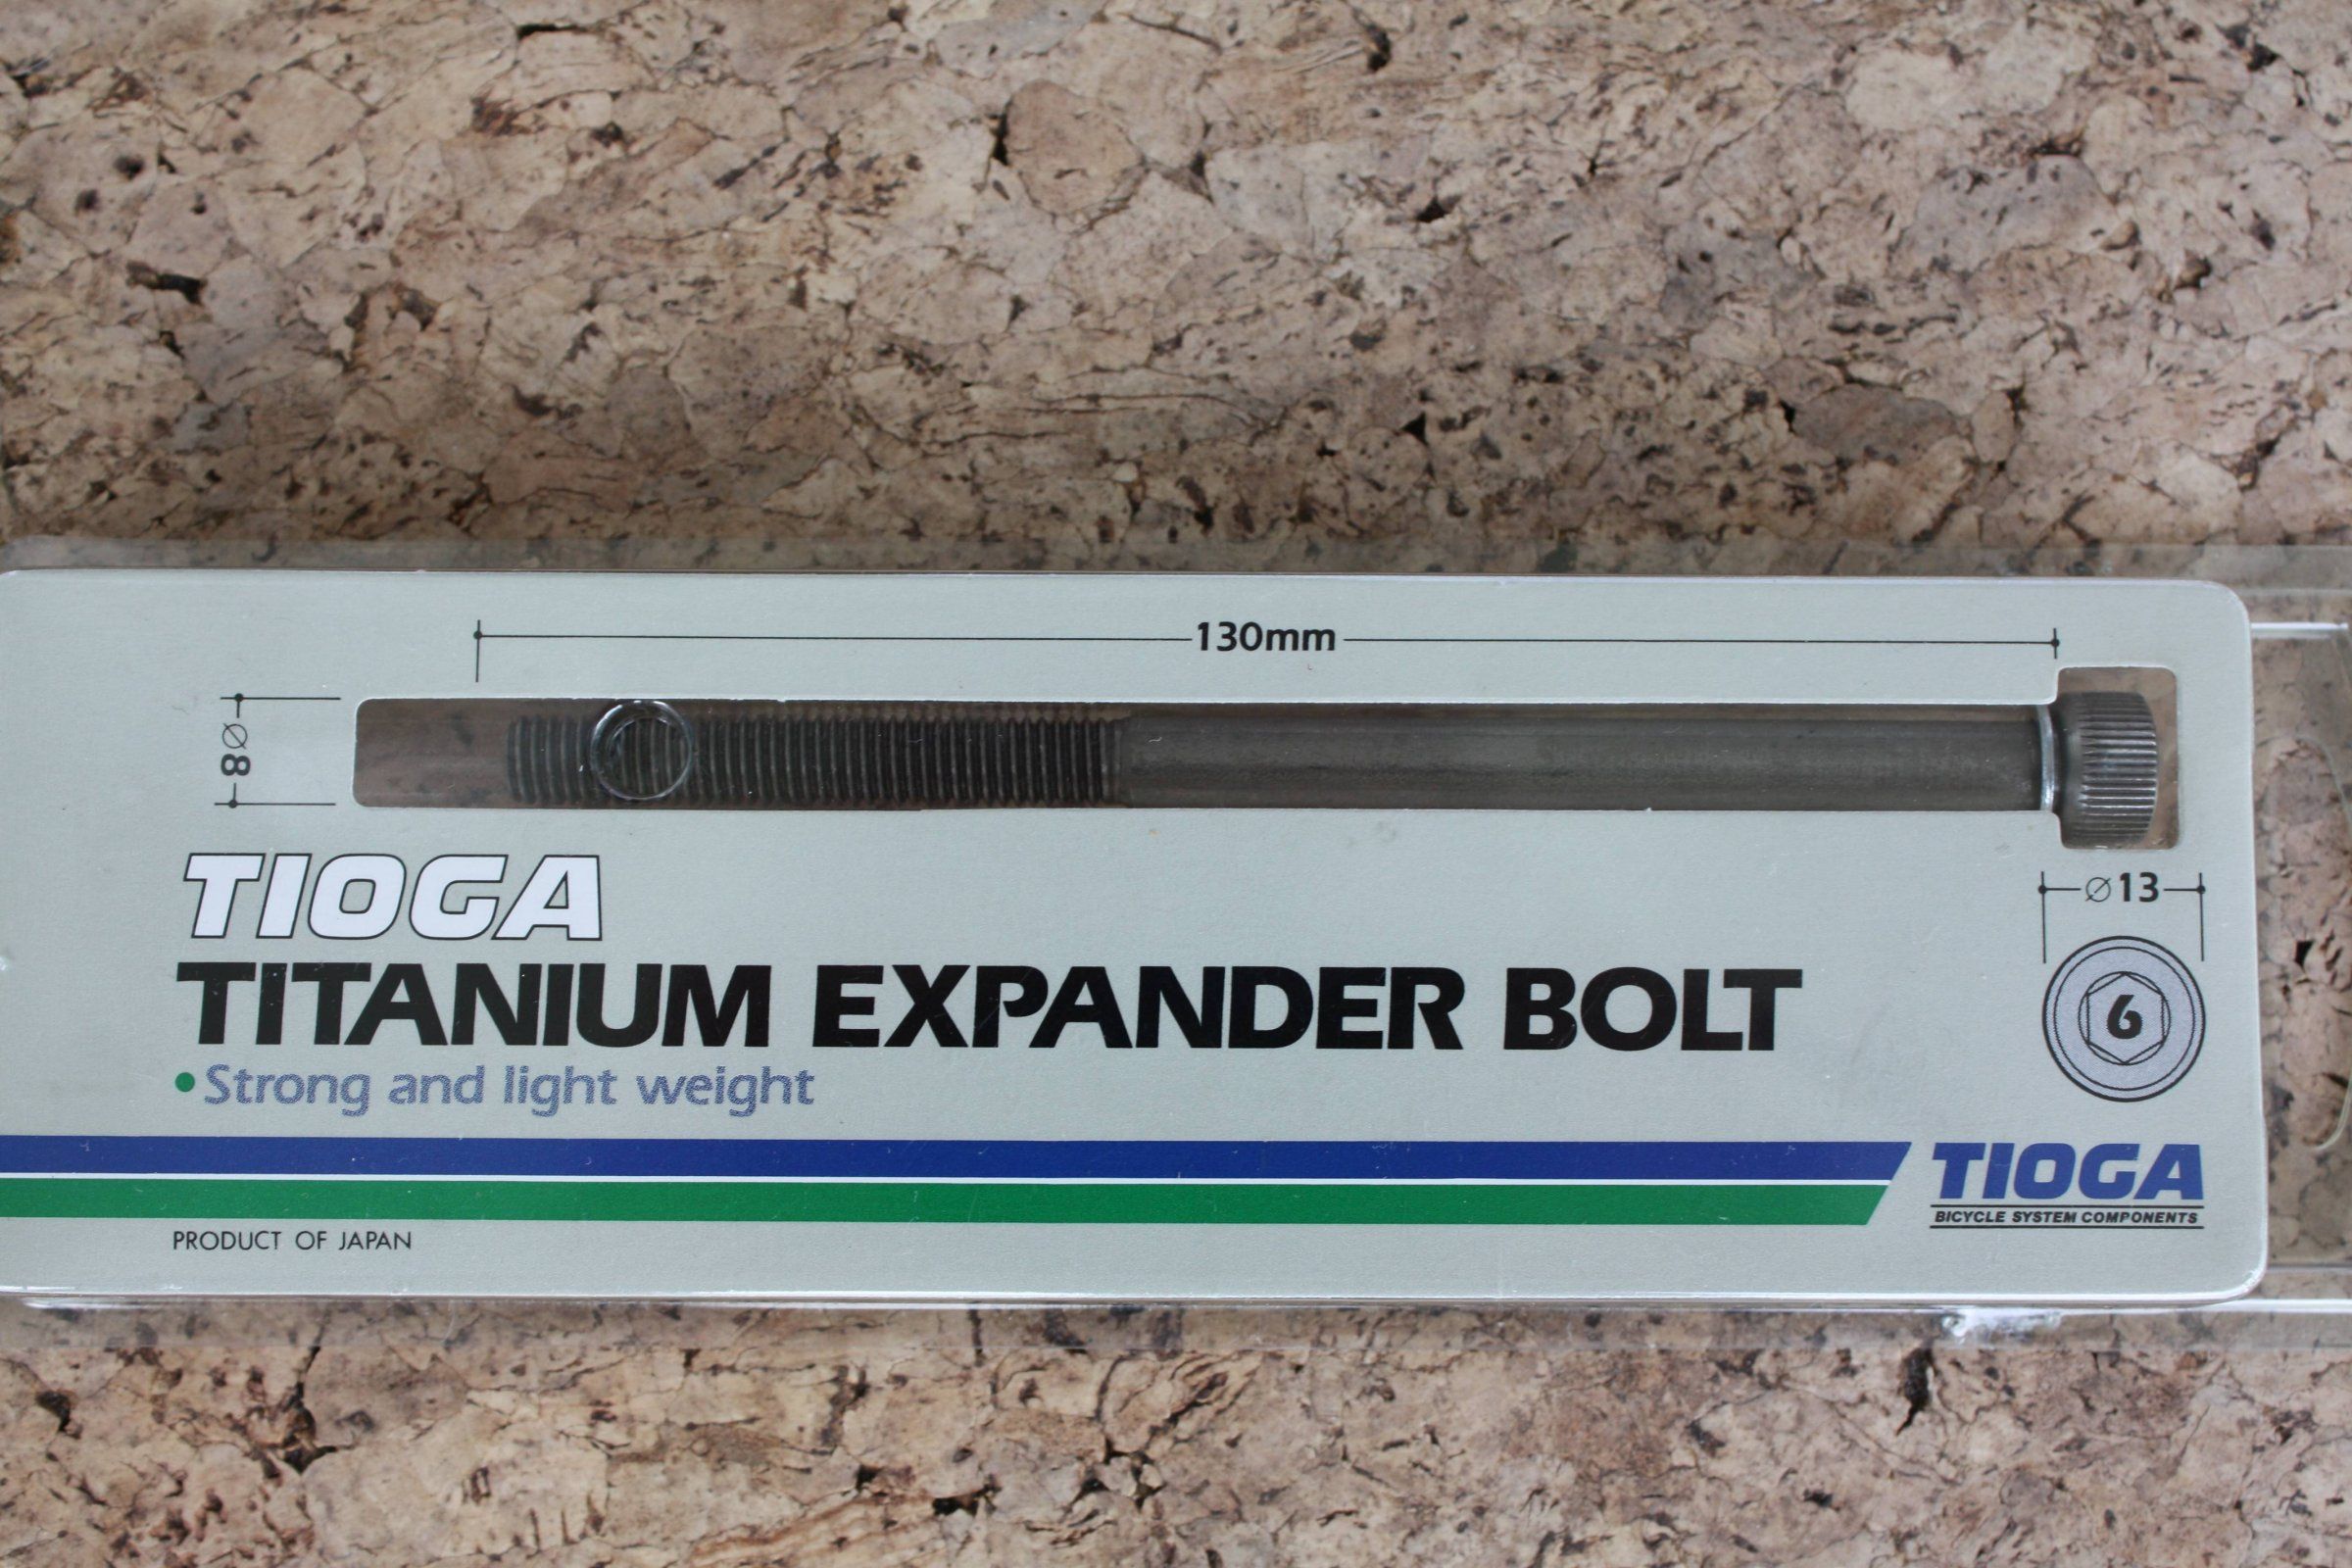 130mm
⌀8
TIOGA
⌀13
TITANIUM EXPANDER BOLT
6
•Strong and light weight
TIOGA
BICYCLE SYSTEM COMPONENTS
PRODUCT OF JAPAN